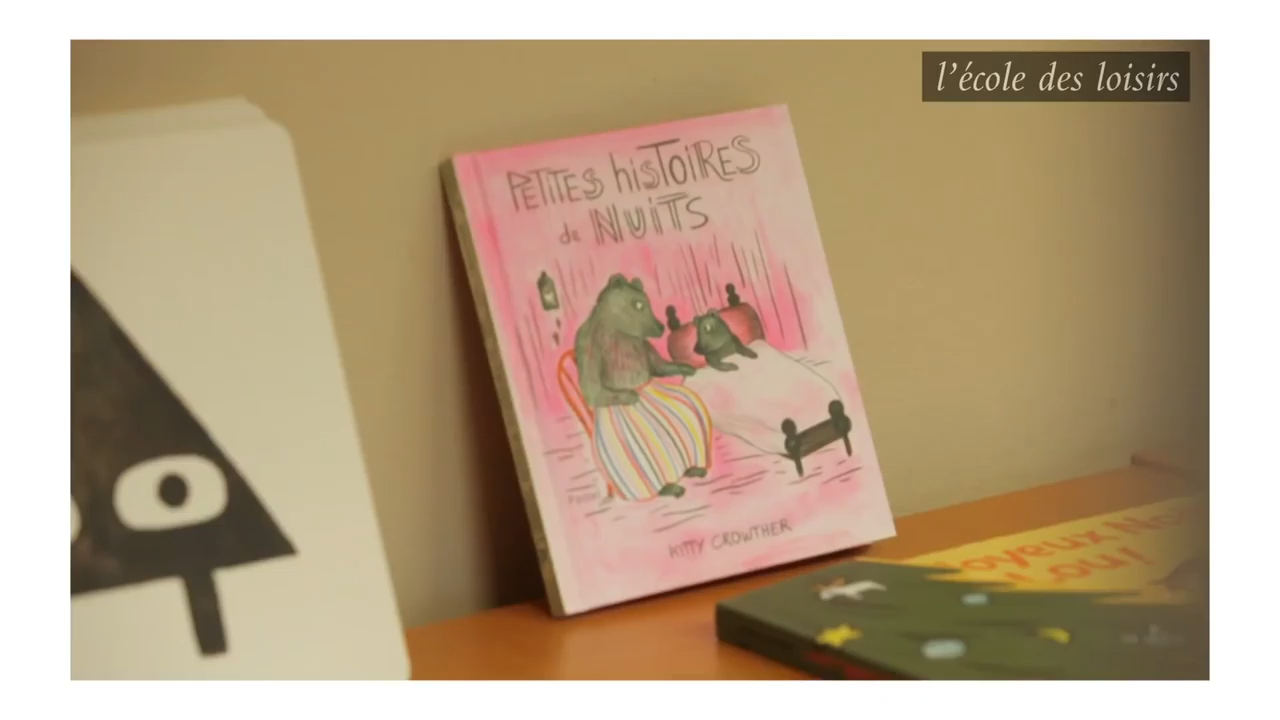 l'école des loisirs
PETITES hiSTOiRES
de NUiTS
KITTY CROWTHER